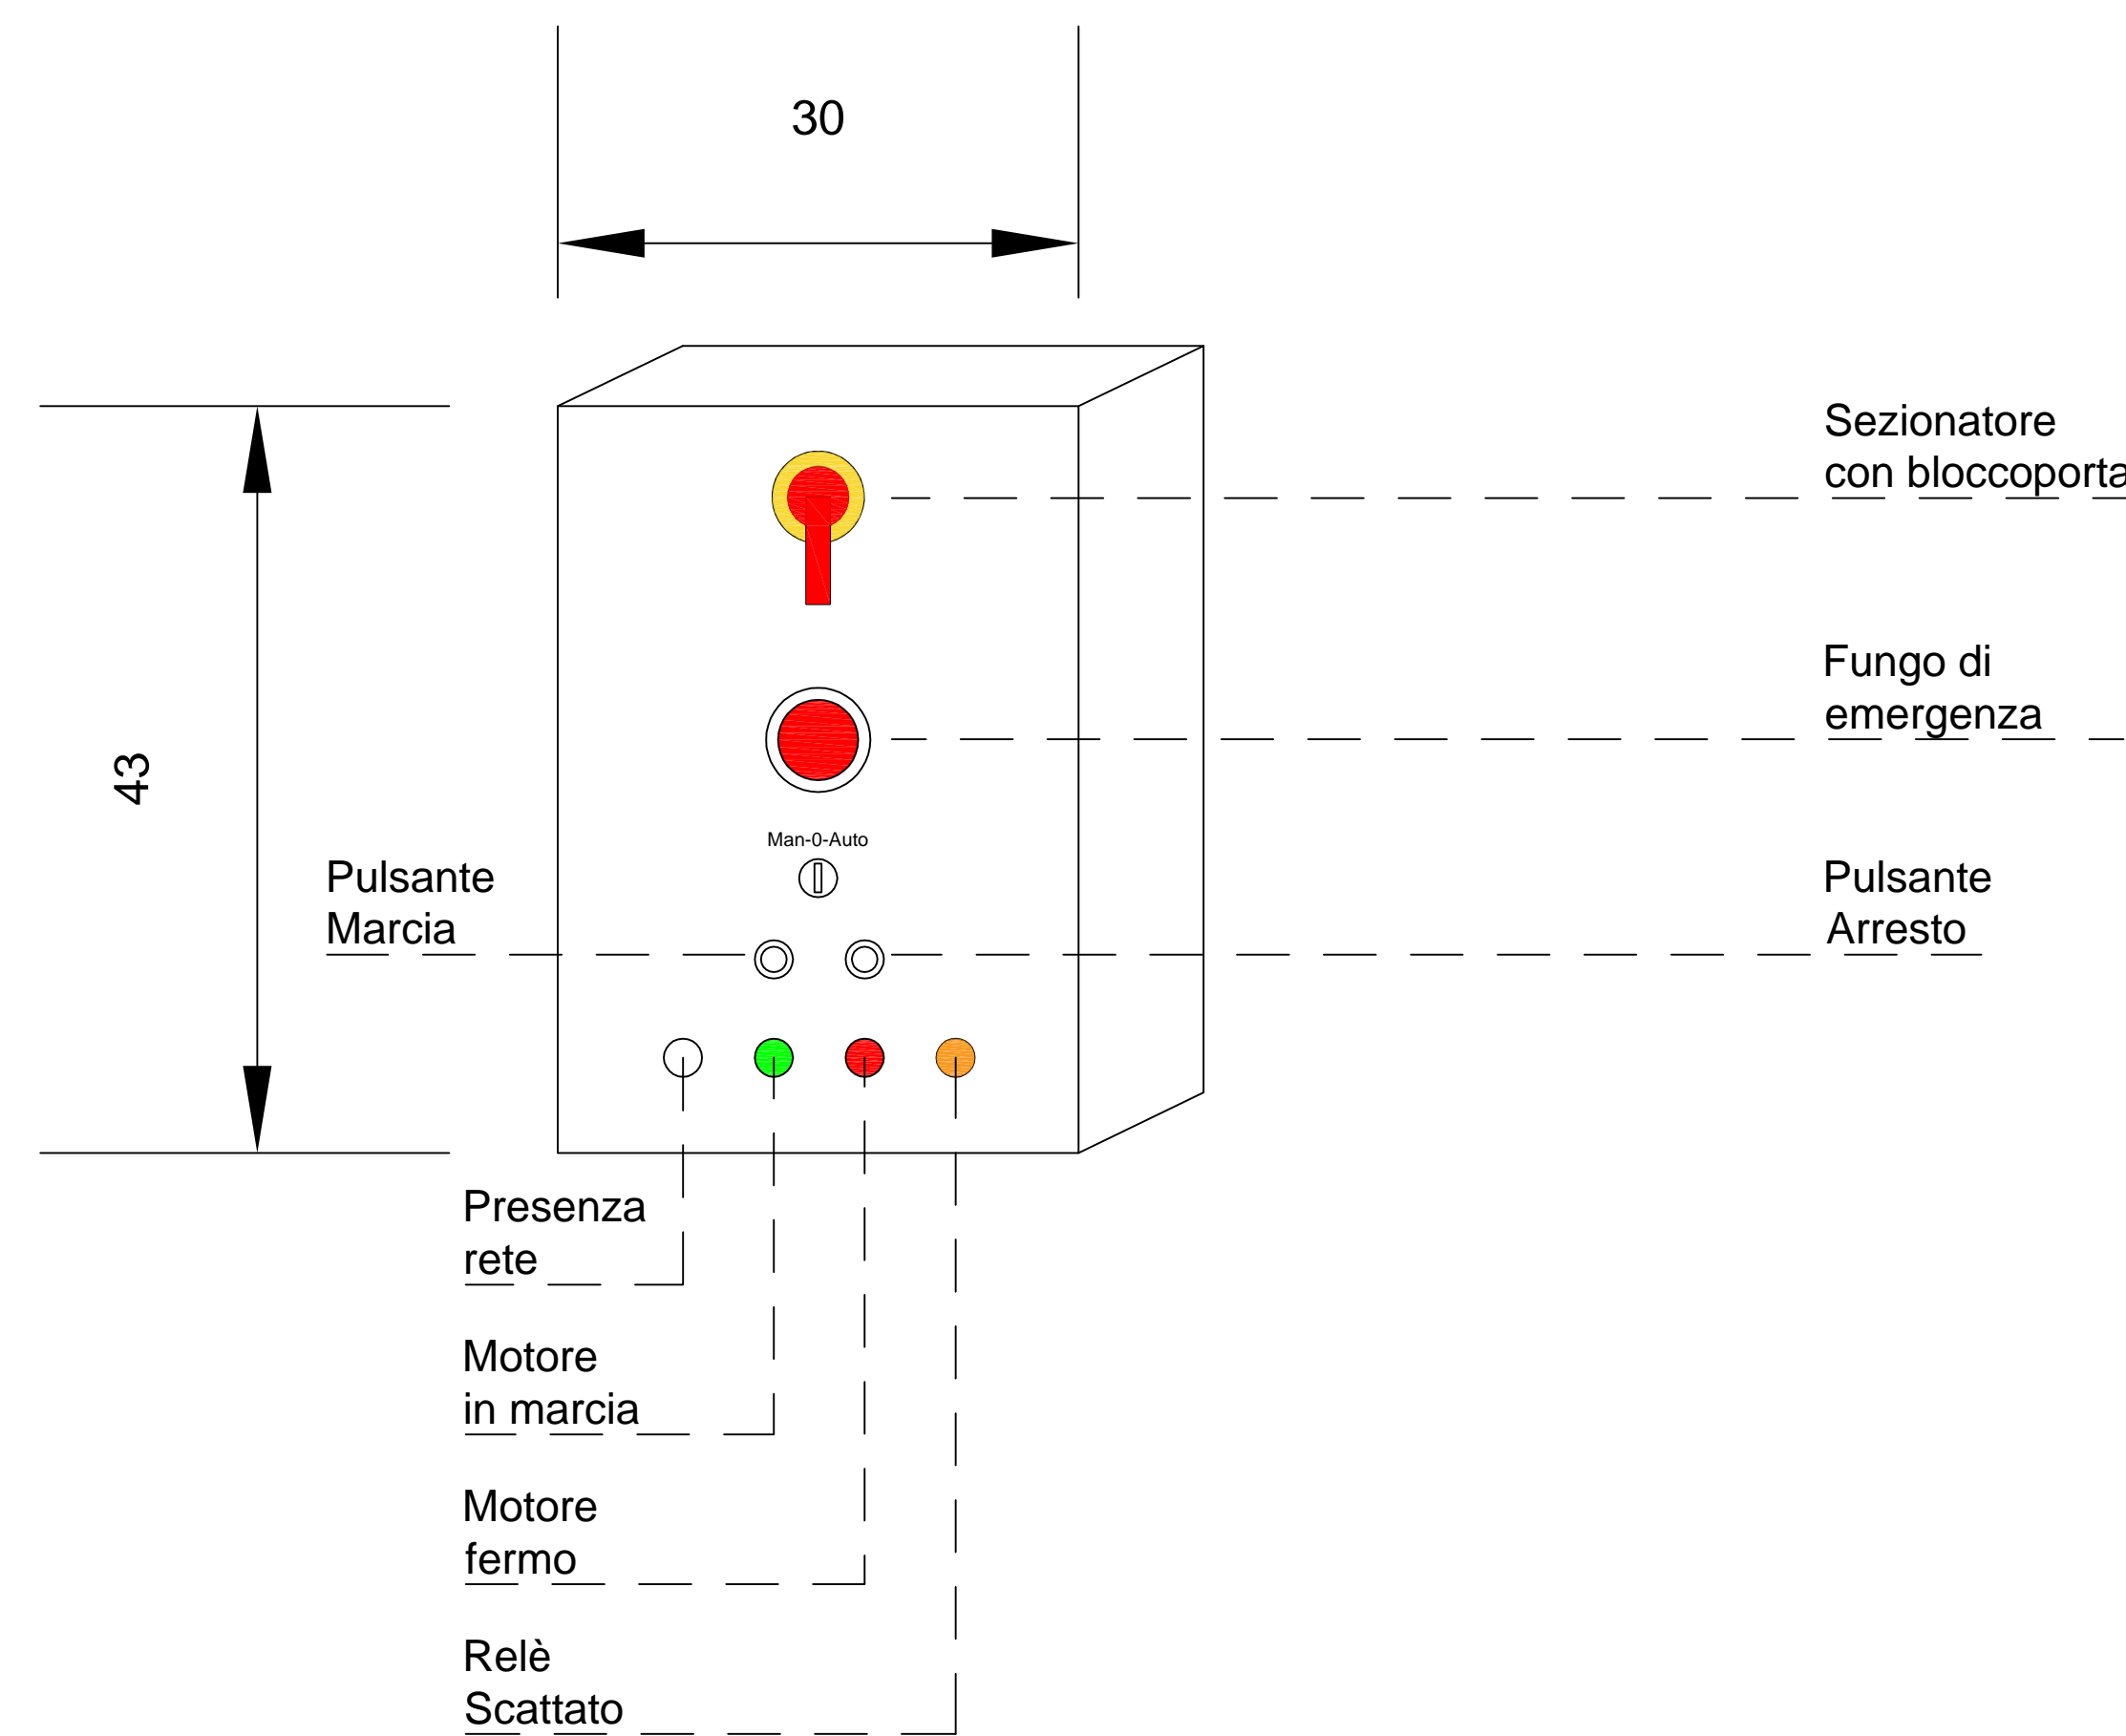 30
Sezionatore
con bloccoporta
Fungo di
emergenza
43
Man-0-Auto
Pulsante
Marcia
Pulsante
Arresto
Presenza
rete
Motore
in marcia
Motore
fermo
Relè
Scattato